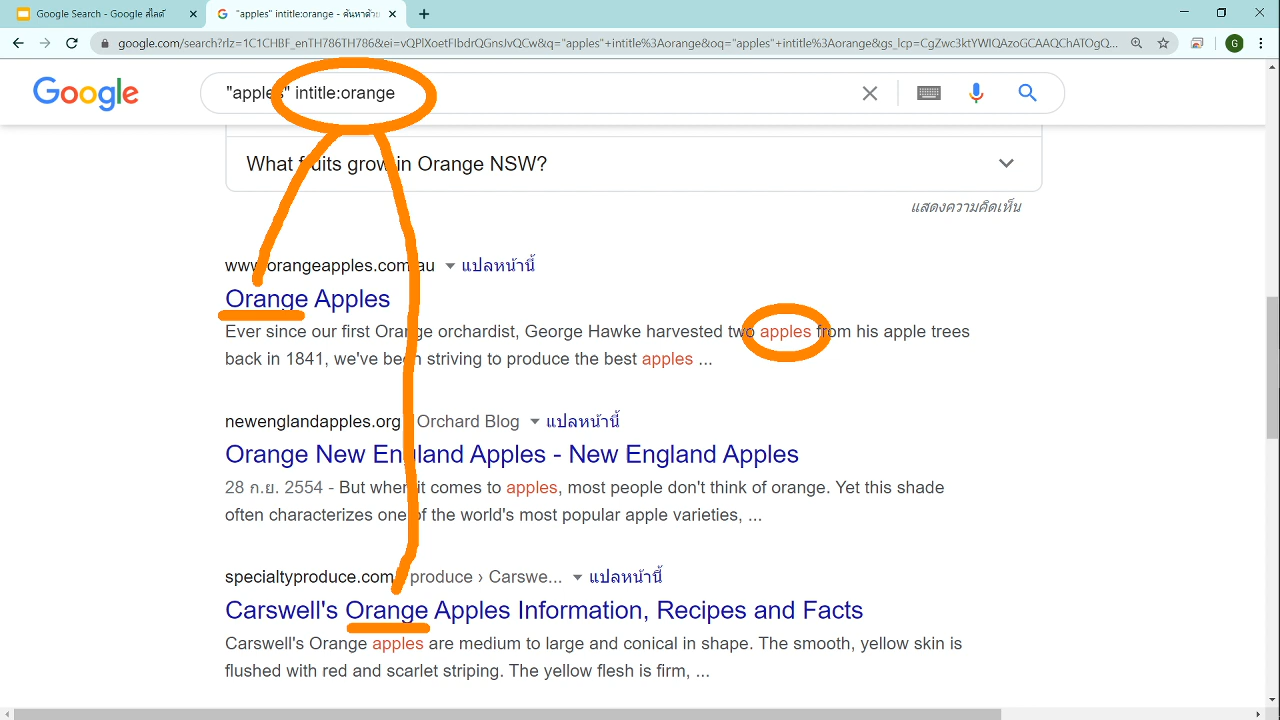 Google Search - Google สไลด์
"apples" intitle:orange - ค้นหาด้วย
google.com/search?rlz=1C1CHBF_enTH786TH786&ei=vQPlXoetFIbdrQGnsJvQCw&q="apples"+intitle%3Aorange&oq="apples"+intitle%3Aorange&gs_lcp=CgZwc3ktYWIQAzoGCAAQChATOgQ...
G
Google
"apples" intitle:orange
What fruits grow in Orange NSW?
แสดงความคิดเห็น
www.orangeapples.com.au แปลหน้านี้
Orange Apples
Ever since our first Orange orchardist, George Hawke harvested two apples from his apple trees
back in 1841, we've been striving to produce the best apples ...
newenglandapples.org › Orchard Blog แปลหน้านี้
Orange New England Apples - New England Apples
28 ก.ย. 2554 - But when it comes to apples, most people don't think of orange. Yet this shade
often characterizes one of the world's most popular apple varieties, ...
specialtyproduce.com › produce › Carswe... แปลหน้านี้
Carswell's Orange Apples Information, Recipes and Facts
Carswell's Orange apples are medium to large and conical in shape. The smooth, yellow skin is
flushed with red and scarlet striping. The yellow flesh is firm, ...